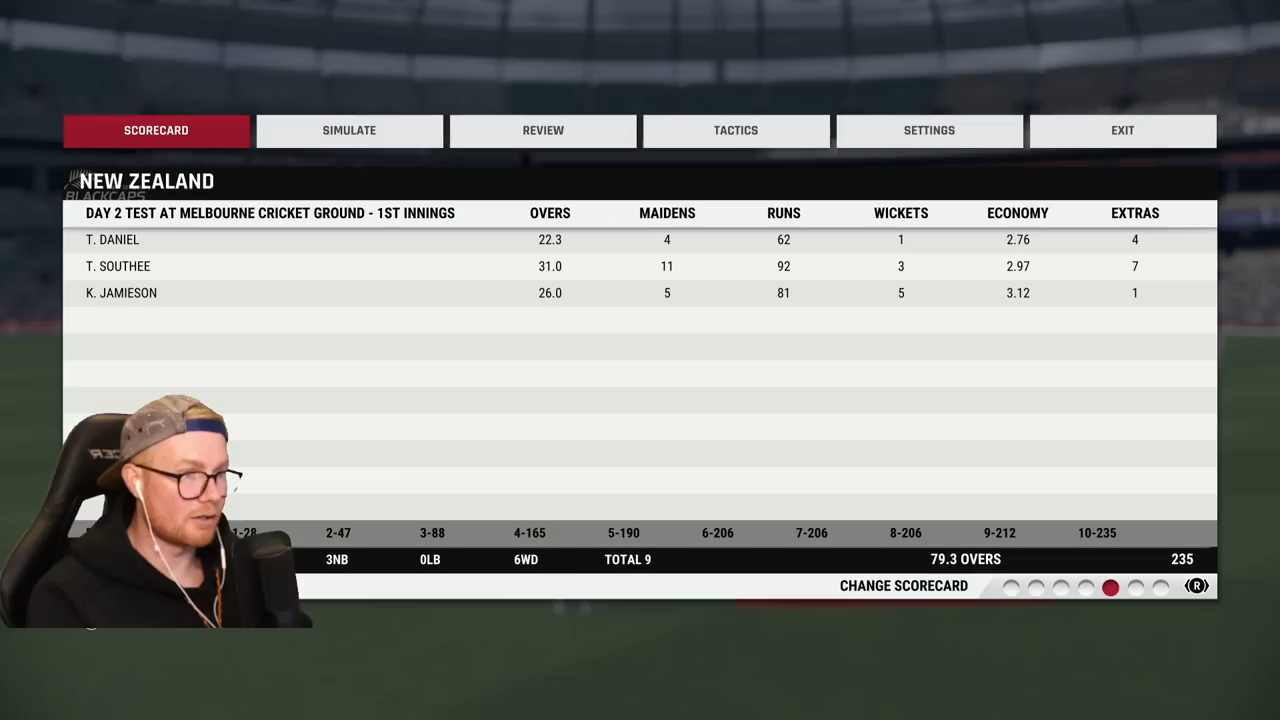 SCORECARD SIMULATE REVIEW TACTICS SETTINGS EXIT
NEW ZEALAND
BLACKCAPS
DAY 2 TEST AT MELBOURNE CRICKET GROUND - 1ST INNINGS OVERS MAIDENS RUNS WICKETS ECONOMY EXTRAS
T. DANIEL 22.3 4 62 1 2.76 4
T. SOUTHEE 31.0 11 92 3 2.97 7
K. JAMIESON 26.0 5 81 5 3.12 1
1-28 2-47 3-88 4-165 5-190 6-206 7-206 8-206 9-212 10-235
3NB 0LB 6WD TOTAL 9 79.3 OVERS 235
CHANGE SCORECARD R